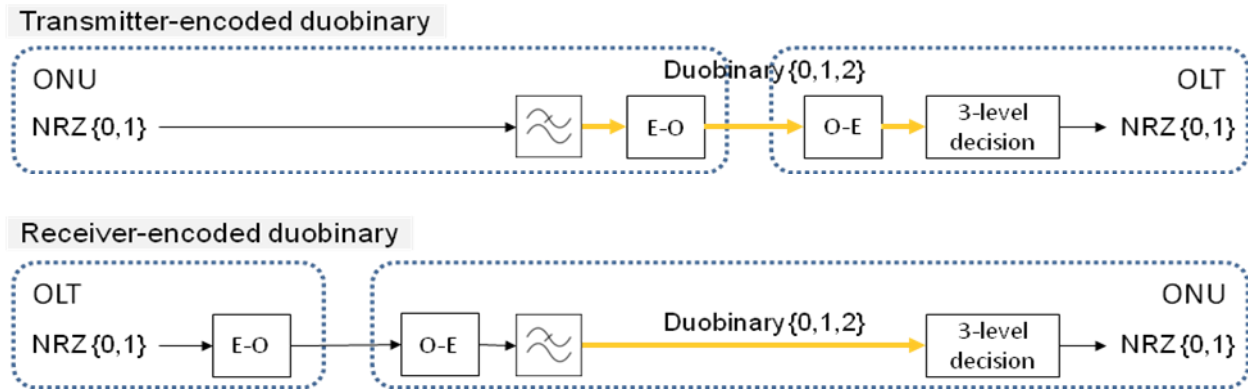 Transmitter-encoded duobinary
ONU
Duobinary{0,1,2}
OLT
NRZ{0,1}
E-O
O-E
3-level
decision
NRZ{0,1}
Receiver-encoded duobinary
OLT
ONU
NRZ{0,1}
E-O
O-E
Duobinary{0,1,2}
3-level
decision
NRZ{0,1}